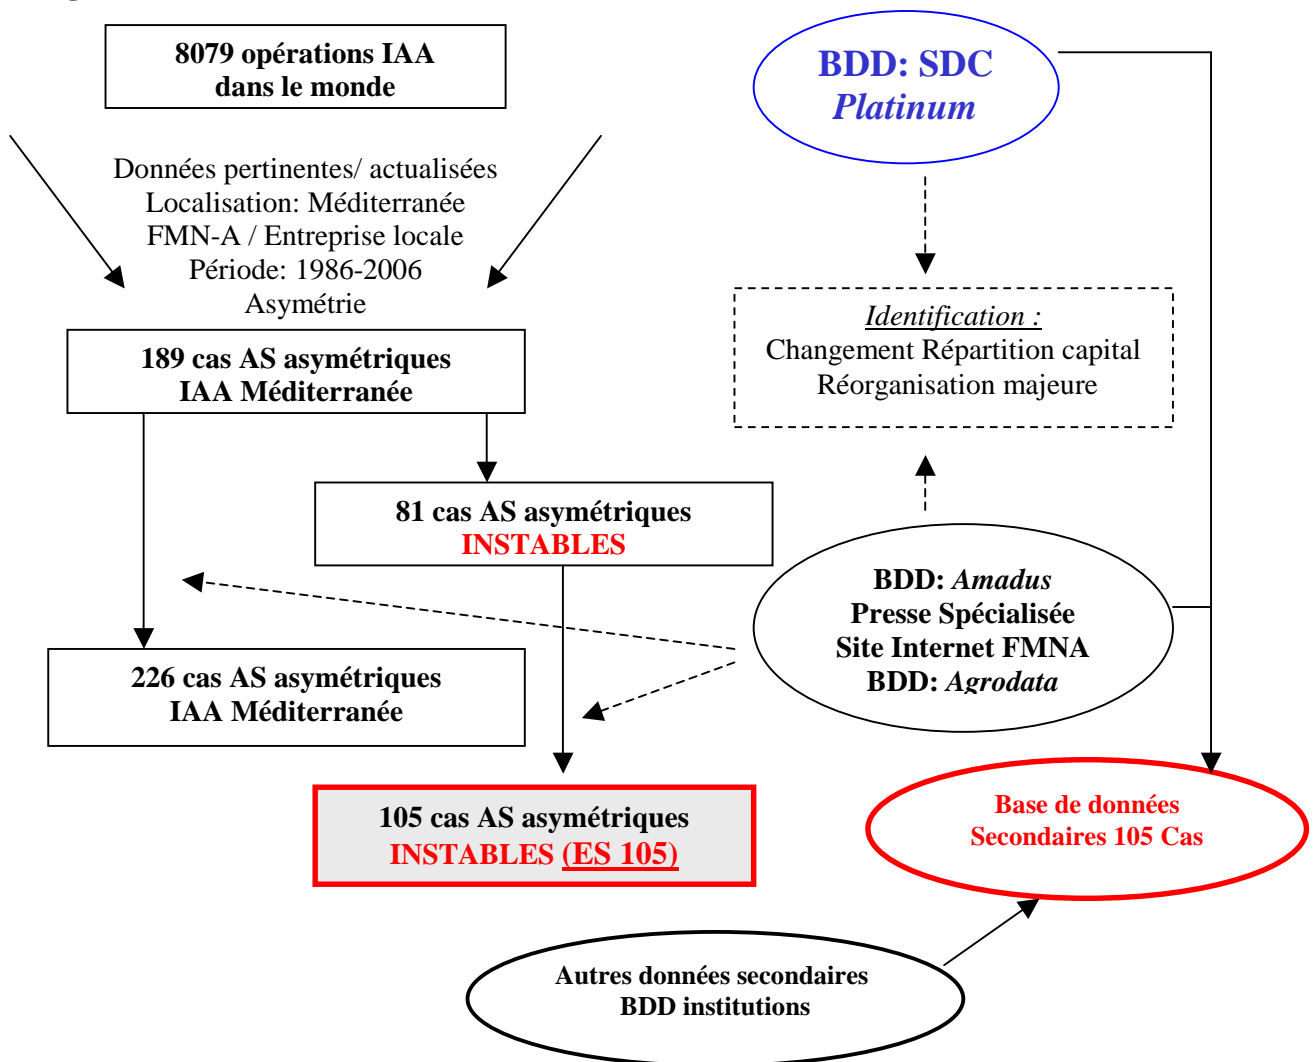 8079 opérations IAA
dans le monde
BDD: SDC
Platinum
Données pertinentes/ actualisées
Localisation: Méditerranée
FMN-A / Entreprise locale
Période: 1986-2006
Asymétrie
Identification :
Changement Répartition capital
Réorganisation majeure
189 cas AS asymétriques
IAA Méditerranée
81 cas AS asymétriques
INSTABLES
BDD: Amadus
Presse Spécialisée
Site Internet FMNA
BDD: Agrodata
226 cas AS asymétriques
IAA Méditerranée
105 cas AS asymétriques
INSTABLES (ES 105)
Base de données
Secondaires 105 Cas
Autres données secondaires
BDD institutions